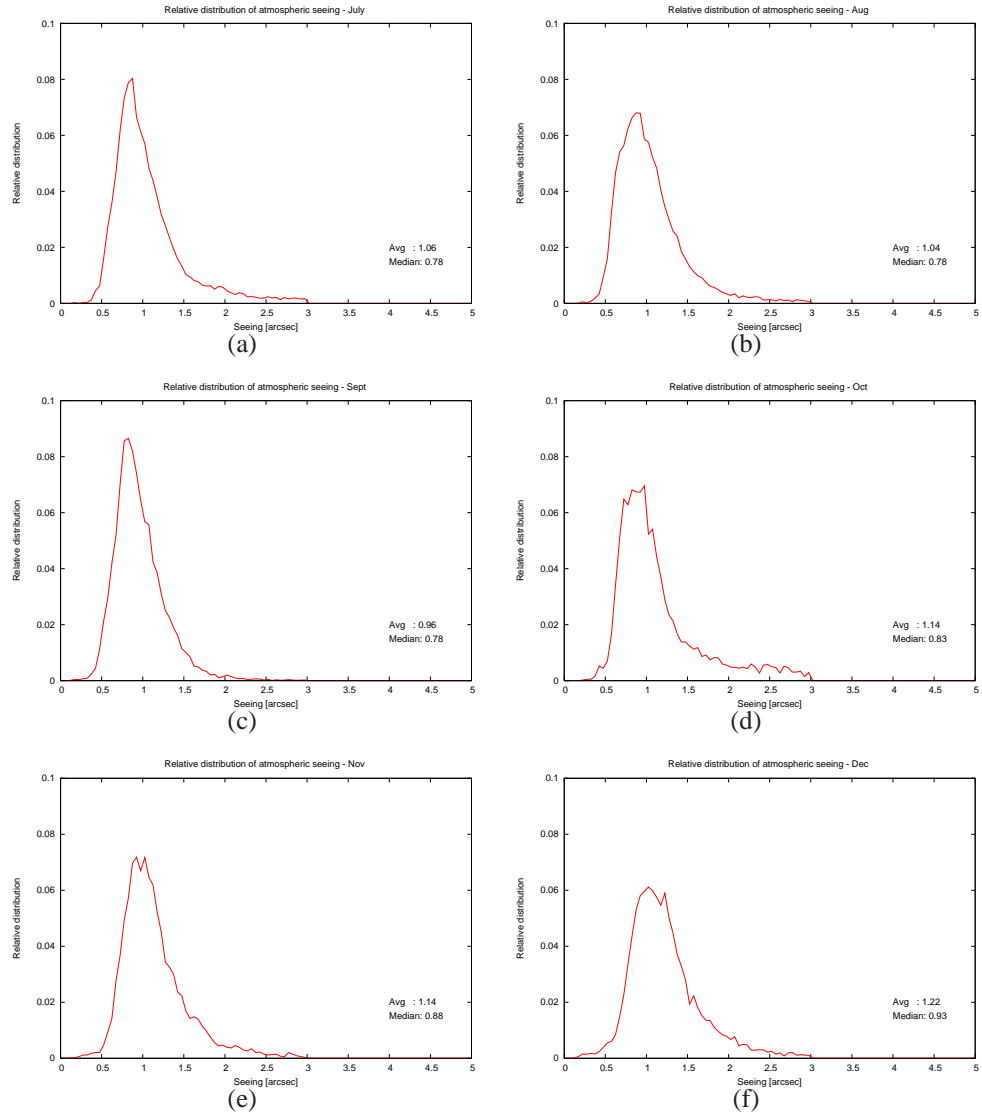 Relative distribution of atmospheric seeing - July
0.1
0.08
0.06
0.04
0.02
0
Relative distribution
Avg : 1.06
Median: 0.78
0 0.5 1 1.5 2 2.5 3 3.5 4 4.5 5
Seeing [arcsec]
(a)
Relative distribution of atmospheric seeing - Aug
0.1
0.08
0.06
0.04
0.02
0
Relative distribution
Avg : 1.04
Median: 0.78
0 0.5 1 1.5 2 2.5 3 3.5 4 4.5 5
Seeing [arcsec]
(b)
Relative distribution of atmospheric seeing - Sept
0.1
0.08
0.06
0.04
0.02
0
Relative distribution
Avg : 0.96
Median: 0.78
0 0.5 1 1.5 2 2.5 3 3.5 4 4.5 5
Seeing [arcsec]
(c)
Relative distribution of atmospheric seeing - Oct
0.1
0.08
0.06
0.04
0.02
0
Relative distribution
Avg : 1.14
Median: 0.83
0 0.5 1 1.5 2 2.5 3 3.5 4 4.5 5
Seeing [arcsec]
(d)
Relative distribution of atmospheric seeing - Nov
0.1
0.08
0.06
0.04
0.02
0
Relative distribution
Avg : 1.14
Median: 0.88
0 0.5 1 1.5 2 2.5 3 3.5 4 4.5 5
Seeing [arcsec]
(e)
Relative distribution of atmospheric seeing - Dec
0.1
0.08
0.06
0.04
0.02
0
Relative distribution
Avg : 1.22
Median: 0.93
0 0.5 1 1.5 2 2.5 3 3.5 4 4.5 5
Seeing [arcsec]
(f)